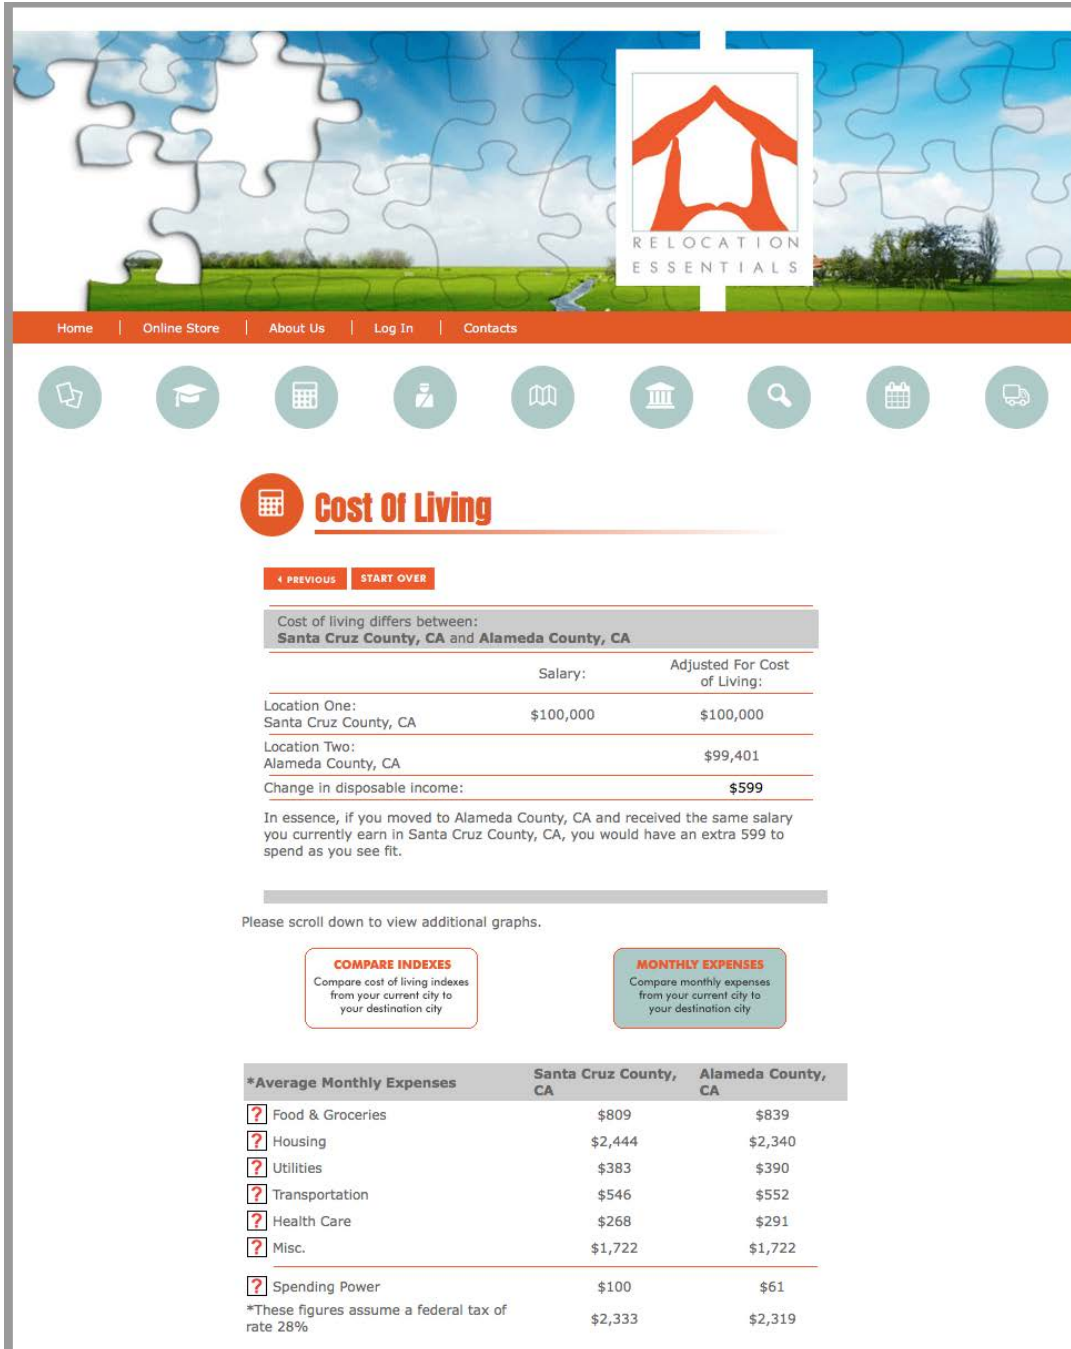 RELOCATION
ESSENTIALS
Home | Online Store | About Us | Log In | Contacts
Cost Of Living
PREVIOUS START OVER
Cost of living differs between:
Santa Cruz County, CA and Alameda County, CA
Salary: Adjusted For Cost
of Living:
Location One:
Santa Cruz County, CA $100,000 $100,000
Location Two:
Alameda County, CA $99,401
Change in disposable income: $599
In essence, if you moved to Alameda County, CA and received the same salary
you currently earn in Santa Cruz County, CA, you would have an extra 599 to
spend as you see fit.
Please scroll down to view additional graphs.
COMPARE INDEXES
Compare cost of living indexes
from your current city to
your destination city
MONTHLY EXPENSES
Compare monthly expenses
from your current city to
your destination city
*Average Monthly Expenses Santa Cruz County, CA Alameda County, CA
? Food & Groceries $809 $839
? Housing $2,444 $2,340
? Utilities $383 $390
? Transportation $546 $552
? Health Care $268 $291
? Misc. $1,722 $1,722
? Spending Power $100 $61
*These figures assume a federal tax of
rate 28% $2,333 $2,319